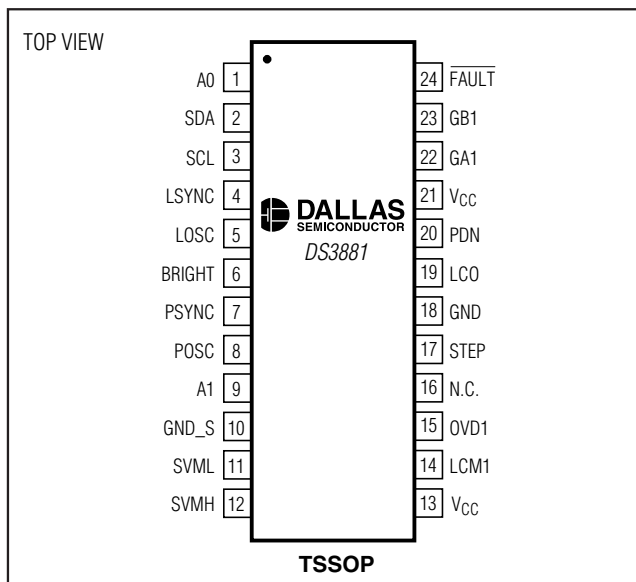 TOP VIEW
A0 1
SDA 2
SCL 3
LSYNC 4
LOSC 5
BRIGHT 6
PSYNC 7
POSC 8
A1 9
GND_S 10
SVML 11
SVMH 12
DALLAS
SEMICONDUCTOR
DS3881
24 FAULT
23 GB1
22 GA1
21 VCC
20 PDN
19 LCO
18 GND
17 STEP
16 N.C.
15 OVD1
14 LCM1
13 VCC
TSSOP